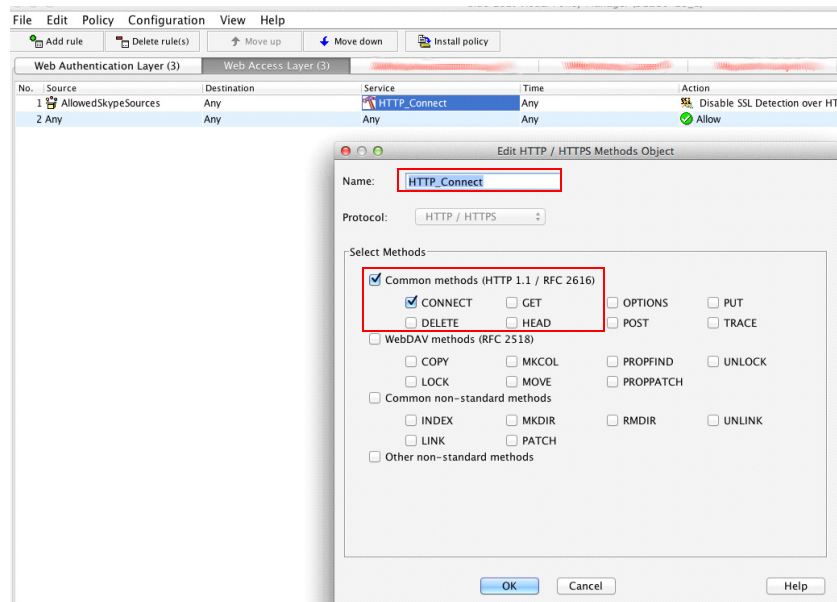 File Edit Policy Configuration View Help
Add rule Delete rule(s) Move up Move down Install policy
Web Authentication Layer (3) Web Access Layer (3)
No. Source Destination Service Time Action
1 AllowedSkypeSources Any HTTP_Connect Any Disable SSL Detection over HT
2 Any Any Any Any Allow
Edit HTTP / HTTPS Methods Object
Name: HTTP_Connect
Protocol: HTTP / HTTPS
Select Methods
Common methods (HTTP 1.1 / RFC 2616)
CONNECT GET OPTIONS PUT
DELETE HEAD POST TRACE
WebDAV methods (RFC 2518)
COPY MKCOL PROPFIND UNLOCK
LOCK MOVE PROPPATCH
Common non-standard methods
INDEX MKDIR RMDIR UNLINK
LINK PATCH
Other non-standard methods
OK Cancel Help